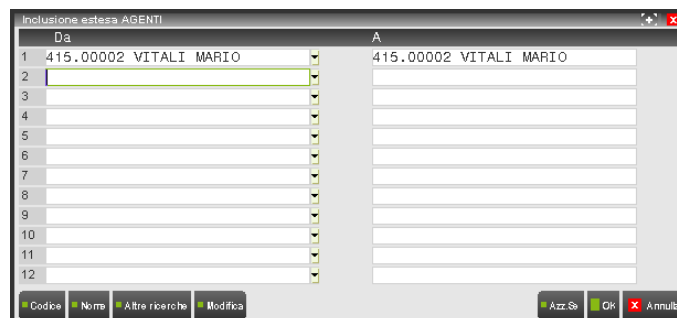 Inclusione estesa AGENTI
Da A
1 415.00002 VITALI MARIO 415.00002 VITALI MARIO
2
3
4
5
6
7
8
9
10
11
12
Codice Nome Altre ricerche Modifica Azz.Se OK X Annulla